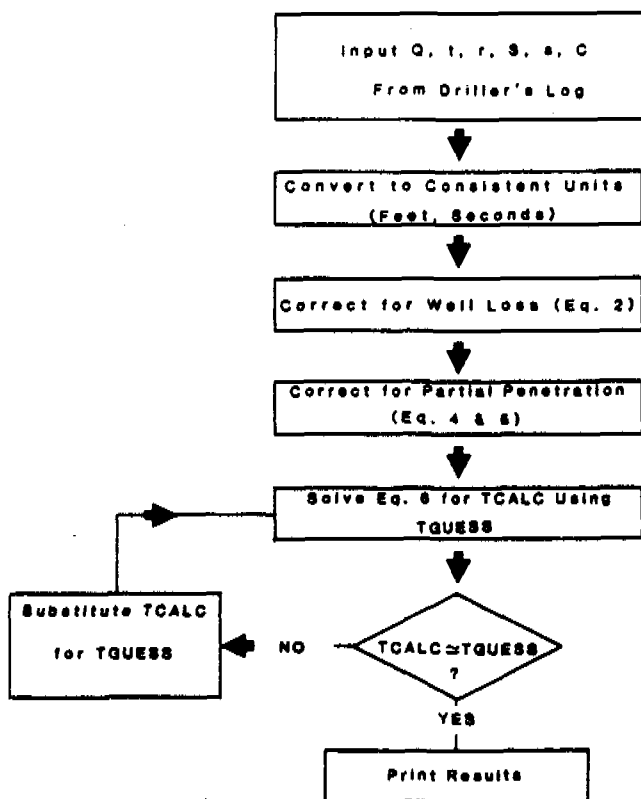 Input Q, t, r, S, s, C
From Driller's Log
Convert to Consistent Units
(Feet, Seconds)
Correct for Well Loss (Eq. 2)
Correct for Partial Penetration
(Eq. 4 & 5)
Solve Eq. 6 for TCALC Using
TGUESS
Substitute TCALC
for TGUESS
NO
TCALC≃TGUESS
?
YES
Print Results